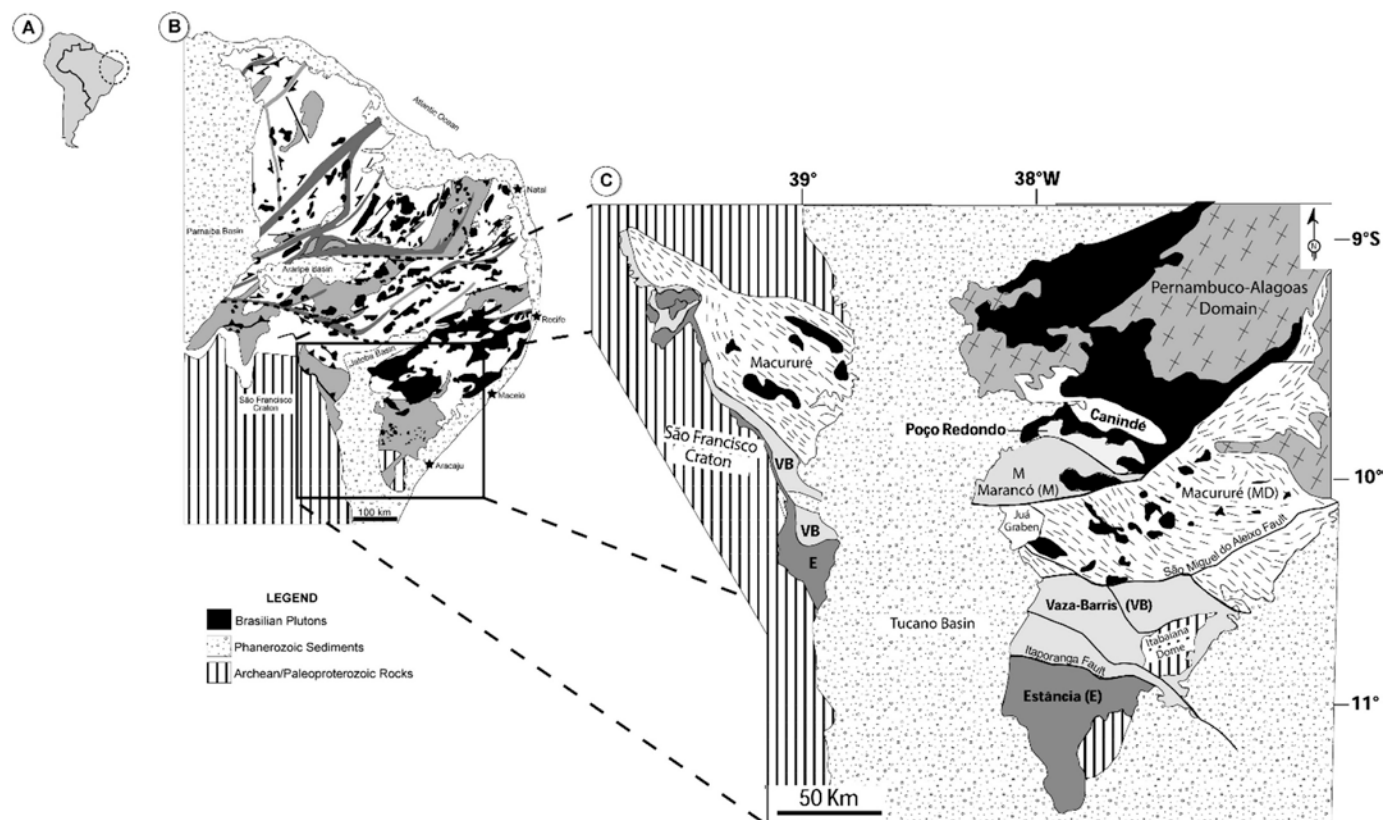 A
B
Atlantic Ocean
Natal
Parnaiba Basin
Araripe Basin
Recife
Jatoba Basin
São Francisco
Craton
Maceio
Aracaju
100 km
LEGEND
Brasilian Plutons
Phanerozoic Sediments
Archean/Paleoproterozoic Rocks
C
39°
38°W
9°S
N
Pernambuco-Alagoas
Domain
Macururé
Canindé
Poço Redondo
São Francisco
Craton
VB
M
Marancó (M)
10°
Macururé (MD)
Juá
Graben
São Miguel do Aleixo Fault
VB
E
Vaza-Barris (VB)
Tucano Basin
Itabaiana
Dome
Itaporanga Fault
Estância (E)
11°
50 Km